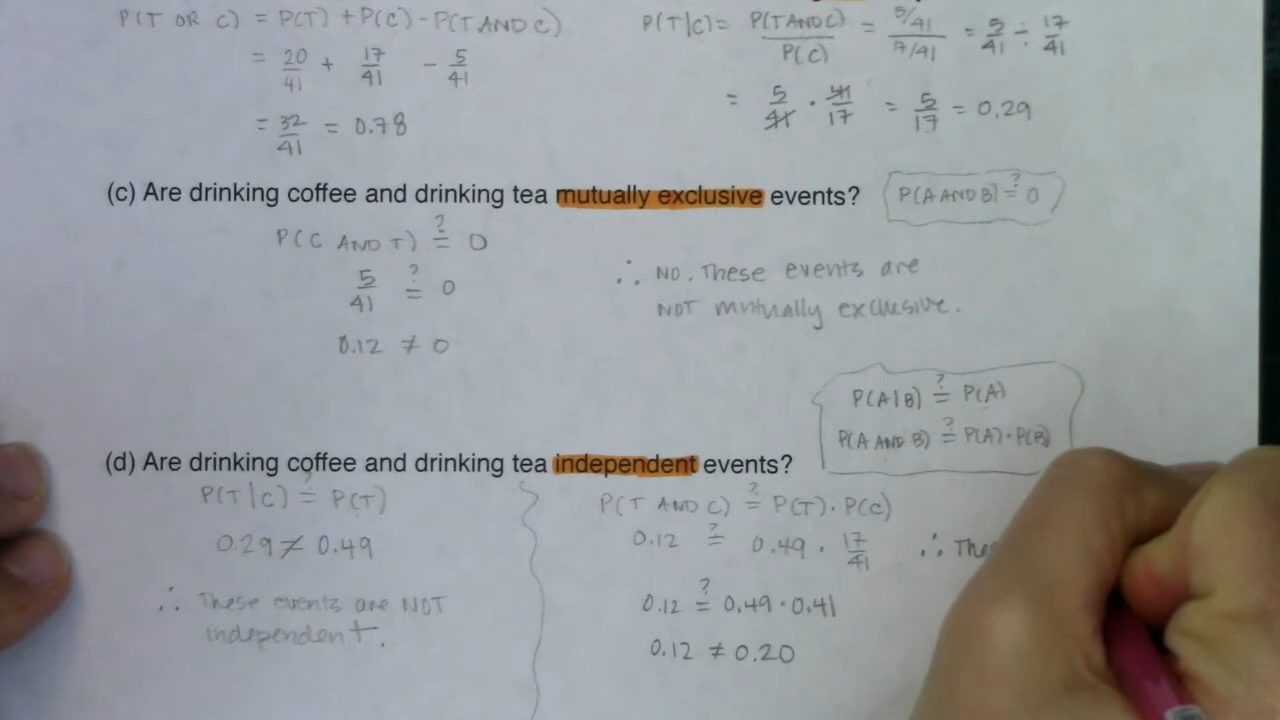 P(T OR C) = P(T) + P(C) - P(T AND C)
= 20/41 + 17/41 - 5/41
= 32/41 = 0.78
P(T|C) = P(T AND C)/P(C) = 5/41 / 17/41 = 5/41 ÷ 17/41
= 5/41 · 41/17 = 5/17 = 0.29
(c) Are drinking coffee and drinking tea mutually exclusive events?
P(A AND B) ?= 0
P(C AND T) ?= 0
5/41 ?= 0
0.12 ≠ 0
∴ NO. These events are
NOT mutually exclusive.
P(A|B) ?= P(A)
P(A AND B) ?= P(A)·P(B)
(d) Are drinking coffee and drinking tea independent events?
P(T|C) ?= P(T)
0.29 ≠ 0.49
∴ These events are NOT
independent.
P(T AND C) ?= P(T)·P(C)
0.12 ?= 0.49 · 17/41
0.12 ?= 0.49 · 0.41
0.12 ≠ 0.20
∴ The